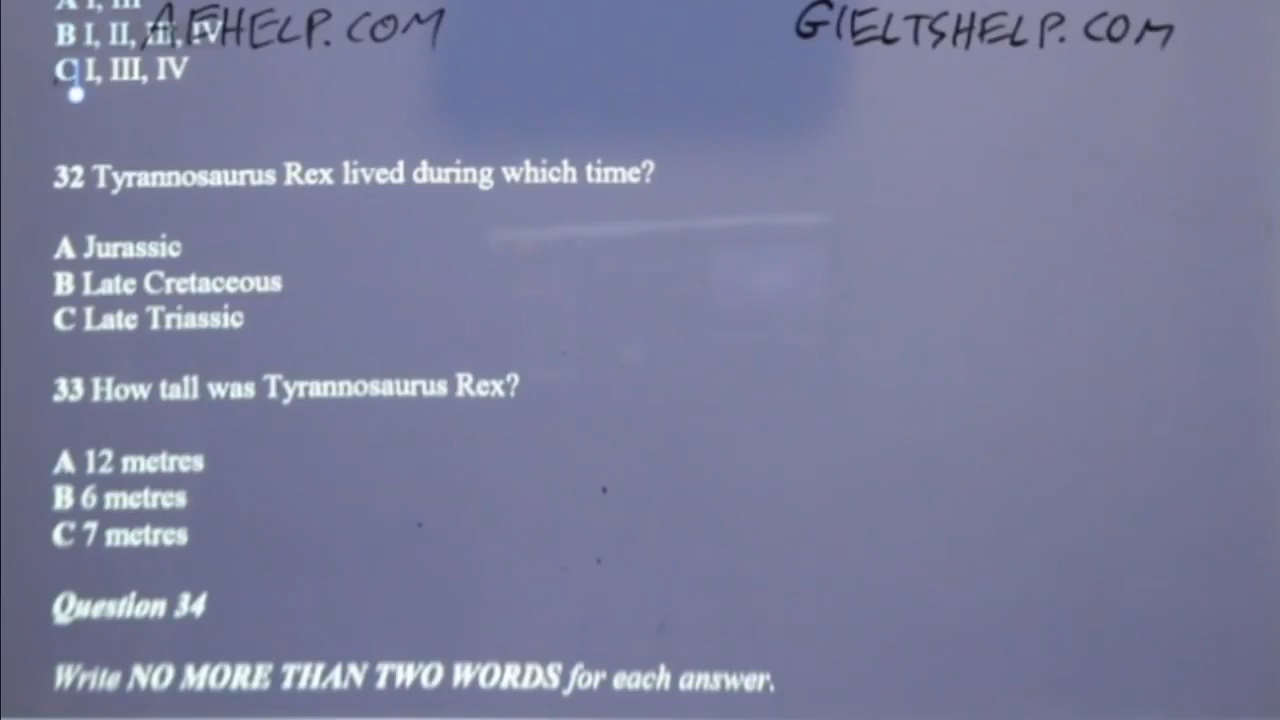 A I, III
AEHELP.COM
GIELTSHELP.COM
B I, II, III, IV
C I, III, IV
32 Tyrannosaurus Rex lived during which time?
A Jurassic
B Late Cretaceous
C Late Triassic
33 How tall was Tyrannosaurus Rex?
A 12 metres
B 6 metres
C 7 metres
Question 34
Write NO MORE THAN TWO WORDS for each answer.